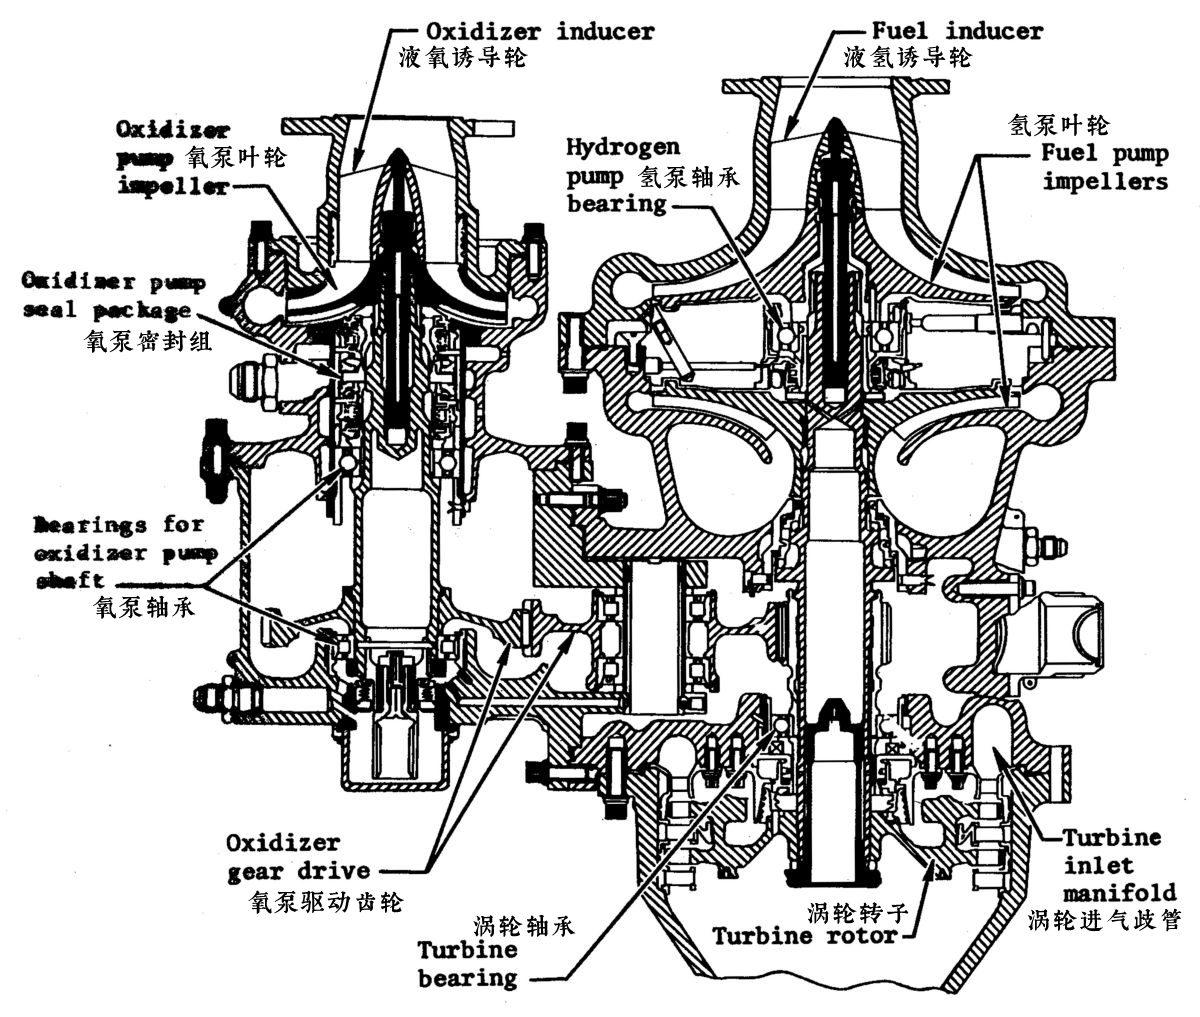 Oxidizer inducer
液氧诱导轮
Fuel inducer
液氢诱导轮
Oxidizer
pump 氧泵叶轮
impeller
Hydrogen
pump 氢泵轴承
bearing
氢泵叶轮
Fuel pump
impellers
Oxidizer pump
seal package
氧泵密封组
Bearings for
oxidizer pump
shaft
氧泵轴承
Oxidizer
gear drive
氧泵驱动齿轮
涡轮轴承
Turbine
bearing
涡轮转子
Turbine rotor
Turbine
inlet
manifold
涡轮进气歧管